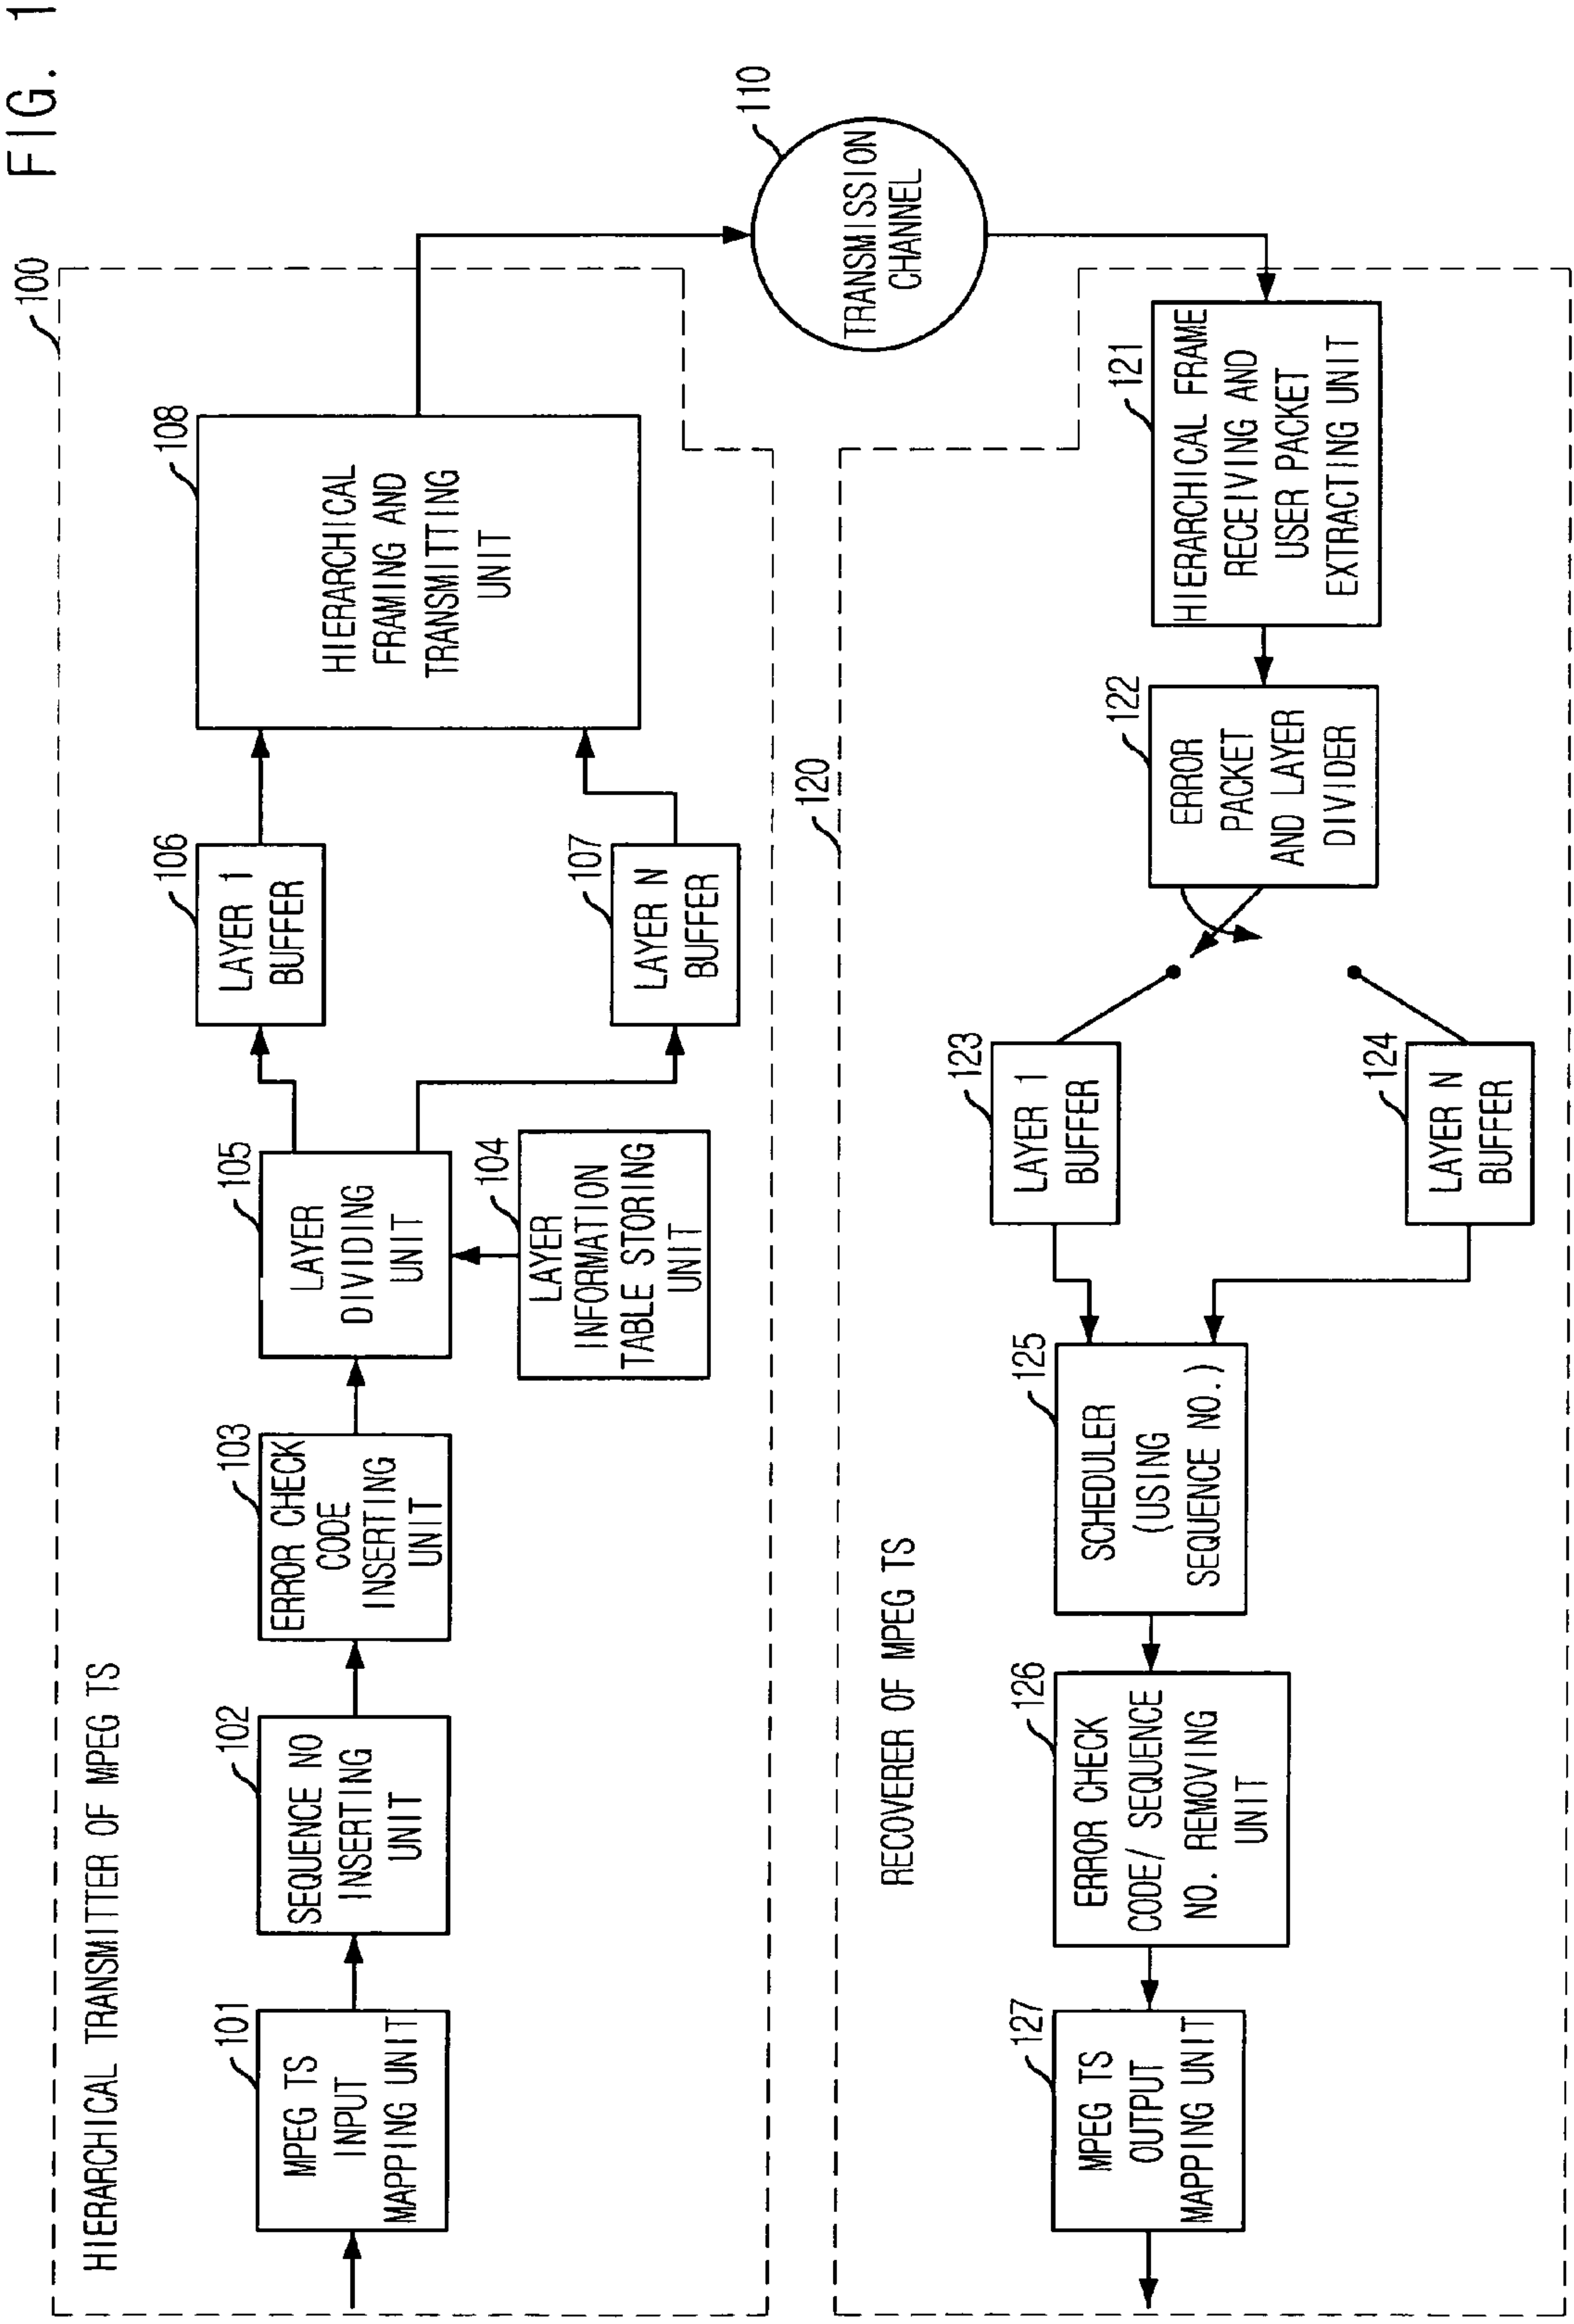 FIG. 1
100
HIERARCHICAL TRANSMITTER OF MPEG TS
101
MPEG TS
INPUT
MAPPING UNIT
102
SEQUENCE NO
INSERTING
UNIT
103
ERROR CHECK
CODE
INSERTING
UNIT
105
LAYER
DIVIDING
UNIT
104
LAYER
INFORMATION
TABLE STORING
UNIT
106
LAYER 1
BUFFER
107
LAYER N
BUFFER
108
HIERARCHICAL
FRAMING AND
TRANSMITTING
UNIT
110
TRANSMISSION
CHANNEL
120
RECOVERER OF MPEG TS
127
MPEG TS
OUTPUT
MAPPING UNIT
126
ERROR CHECK
CODE/ SEQUENCE
NO. REMOVING
UNIT
125
SCHEDULER
(USING
SEQUENCE NO.)
123
LAYER 1
BUFFER
124
LAYER N
BUFFER
122
ERROR
PACKET
AND LAYER
DIVIDER
121
HIERARCHICAL FRAME
RECEIVING AND
USER PACKET
EXTRACTING UNIT